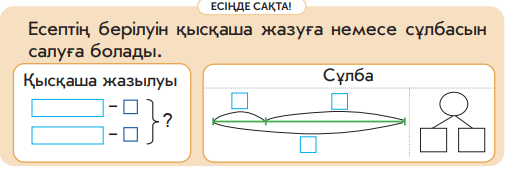 ЕСІҢДЕ САҚТА!
Есептің берілуін қысқаша жазуға немесе сұлбасын
салуға болады.
Қысқаша жазылуы
–
–
?
Сұлба